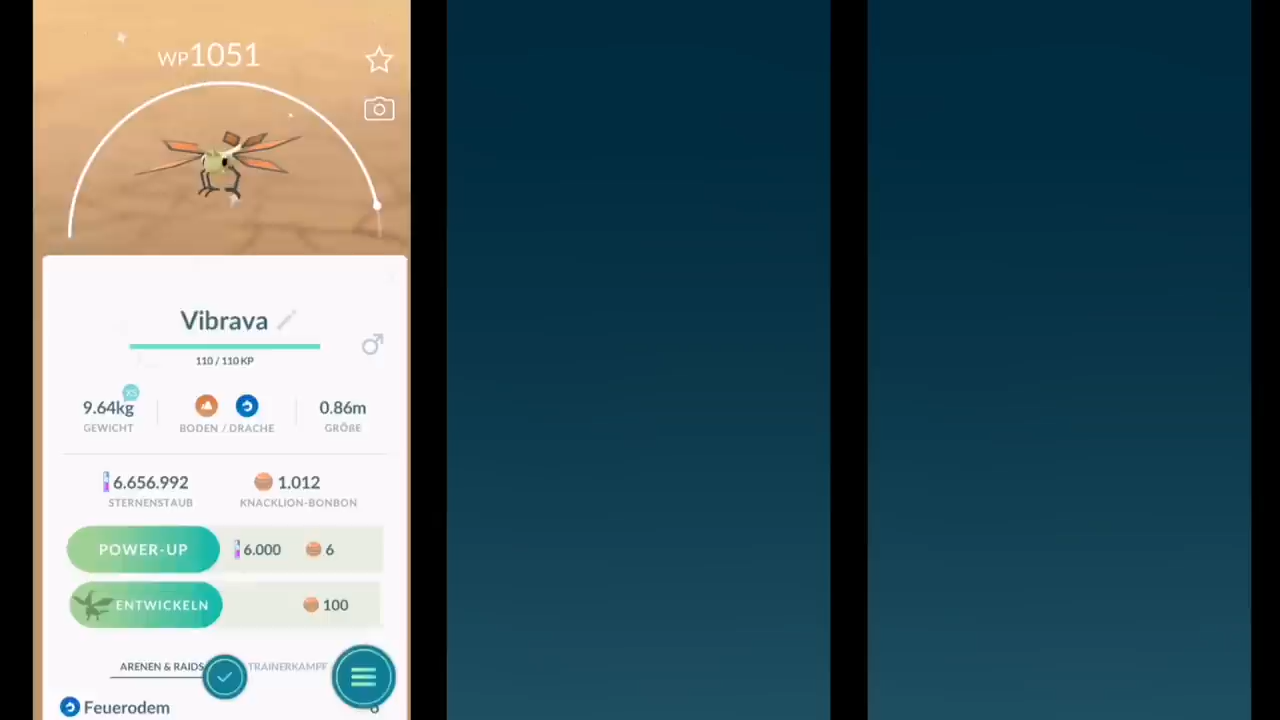 WP1051
Vibrava
110 / 110 KP
XS
9.64kg
GEWICHT
BODEN / DRACHE
0.86m
GRÖßE
6.656.992
STERNENSTAUB
1.012
KNACKLION-BONBON
POWER-UP
6.000
6
ENTWICKELN
100
ARENEN & RAIDS
TRAINERKAMPF
Feuerodem